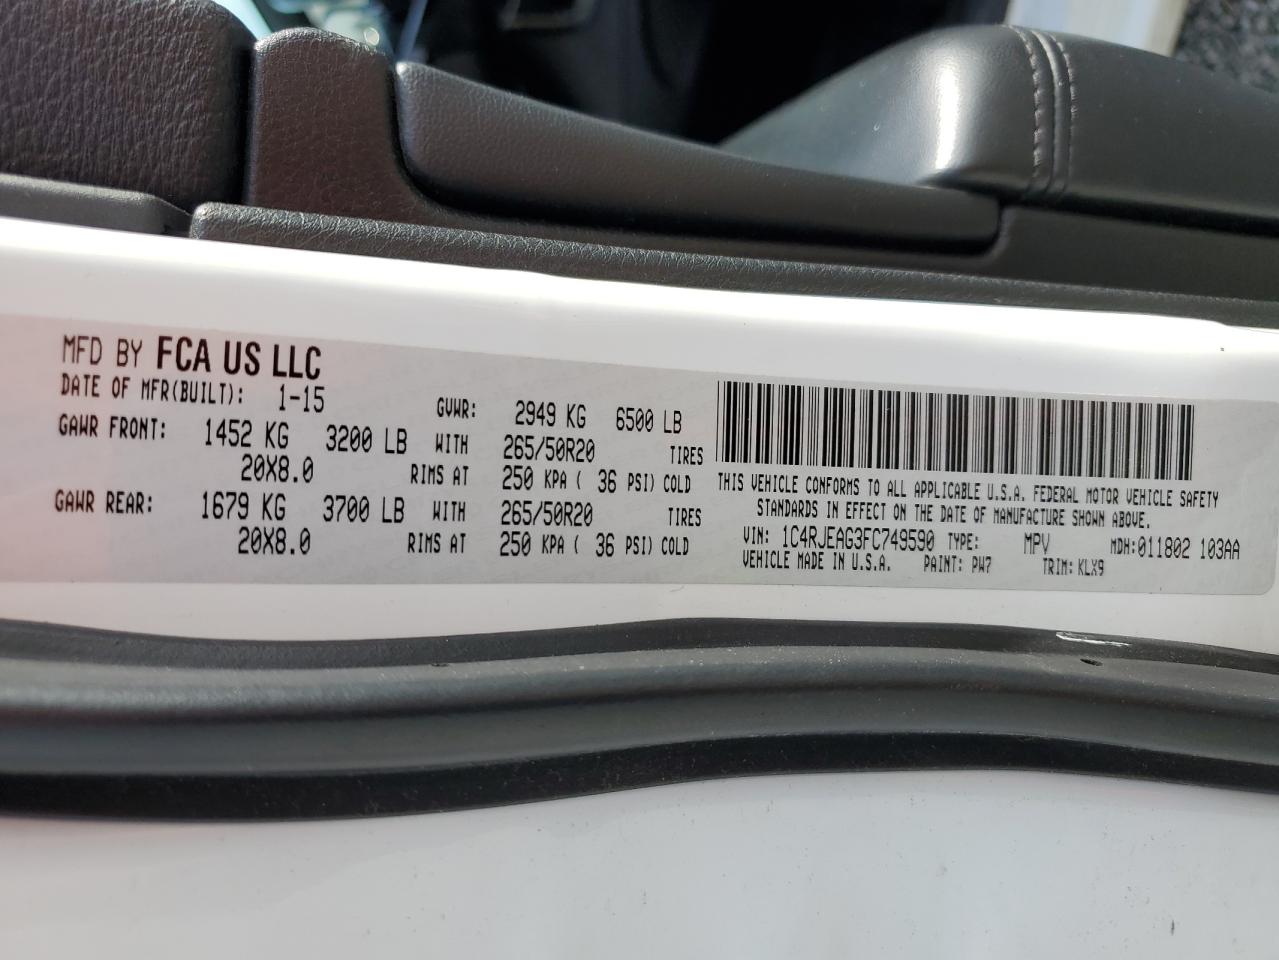 MFD BY FCA US LLC
DATE OF MFR(BUILT): 1-15 GVWR: 2949 KG 6500 LB
GAWR FRONT: 1452 KG 3200 LB WITH 265/50R20 TIRES
20X8.0 RIMS AT 250 KPA ( 36 PSI) COLD
GAWR REAR: 1679 KG 3700 LB WITH 265/50R20 TIRES
20X8.0 RIMS AT 250 KPA ( 36 PSI) COLD
THIS VEHICLE CONFORMS TO ALL APPLICABLE U.S.A. FEDERAL MOTOR VEHICLE SAFETY
STANDARDS IN EFFECT ON THE DATE OF MANUFACTURE SHOWN ABOVE.
VIN: 1C4RJEAG3FC749590 TYPE: MPV MDH:011802 103AA
VEHICLE MADE IN U.S.A. PAINT: PW7 TRIM: KLX9